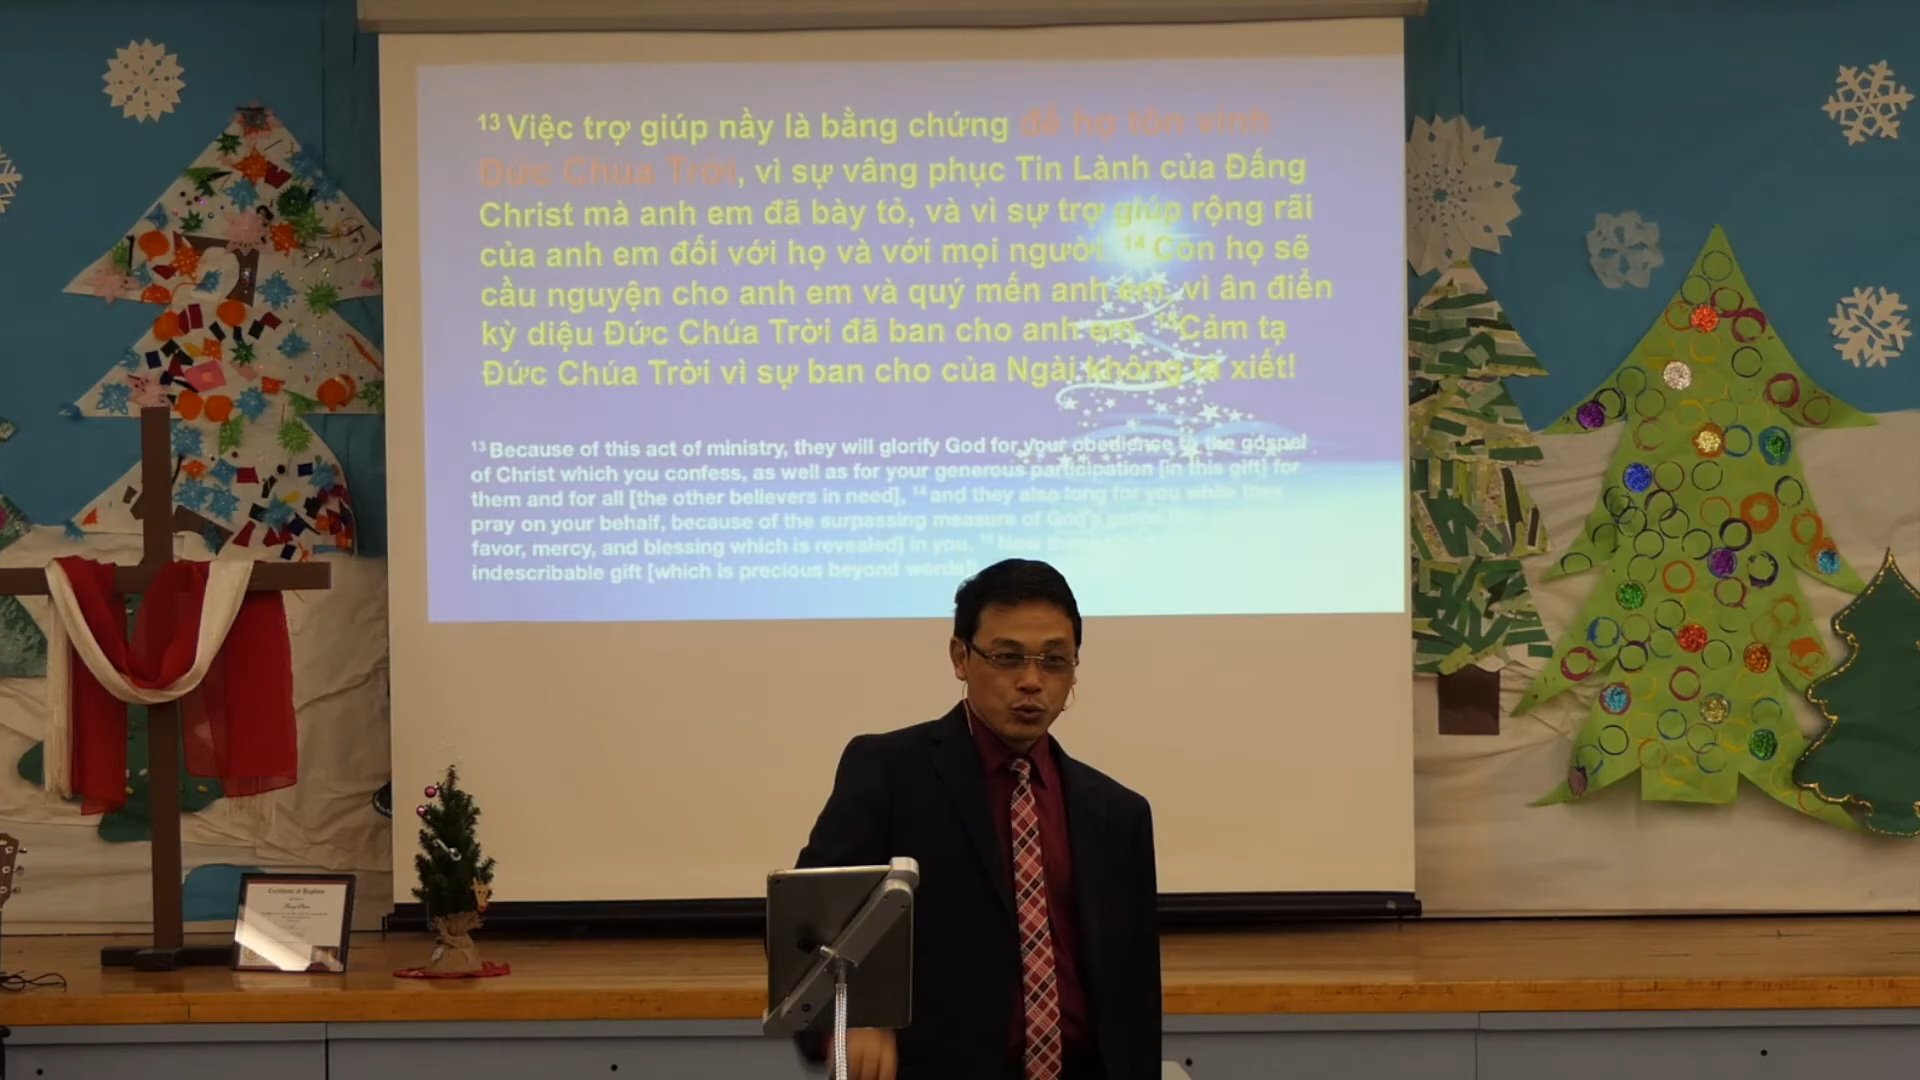 13 Việc trợ giúp nầy là bằng chứng để họ tôn vinh
Đức Chúa Trời, vì sự vâng phục Tin Lành của Đấng
Christ mà anh em đã bày tỏ, và vì sự trợ giúp rộng rãi
của anh em đối với họ và với mọi người. 14 Còn họ sẽ
cầu nguyện cho anh em và quý mến anh em, vì ân điển
kỳ diệu Đức Chúa Trời đã ban cho anh em. 15 Cảm tạ
Đức Chúa Trời vì sự ban cho của Ngài không tả xiết!
13 Because of this act of ministry, they will glorify God for your obedience to the gospel
of Christ which you confess, as well as for your generous participation [in this gift] for
them and for all [the other believers in need], 14 and they also long for you while they
pray on your behalf, because of the surpassing measure of God's
favor, mercy, and blessing which is revealed] in you. 15 Now
indescribable gift [which is precious beyond words]!
Certificate of Baptism